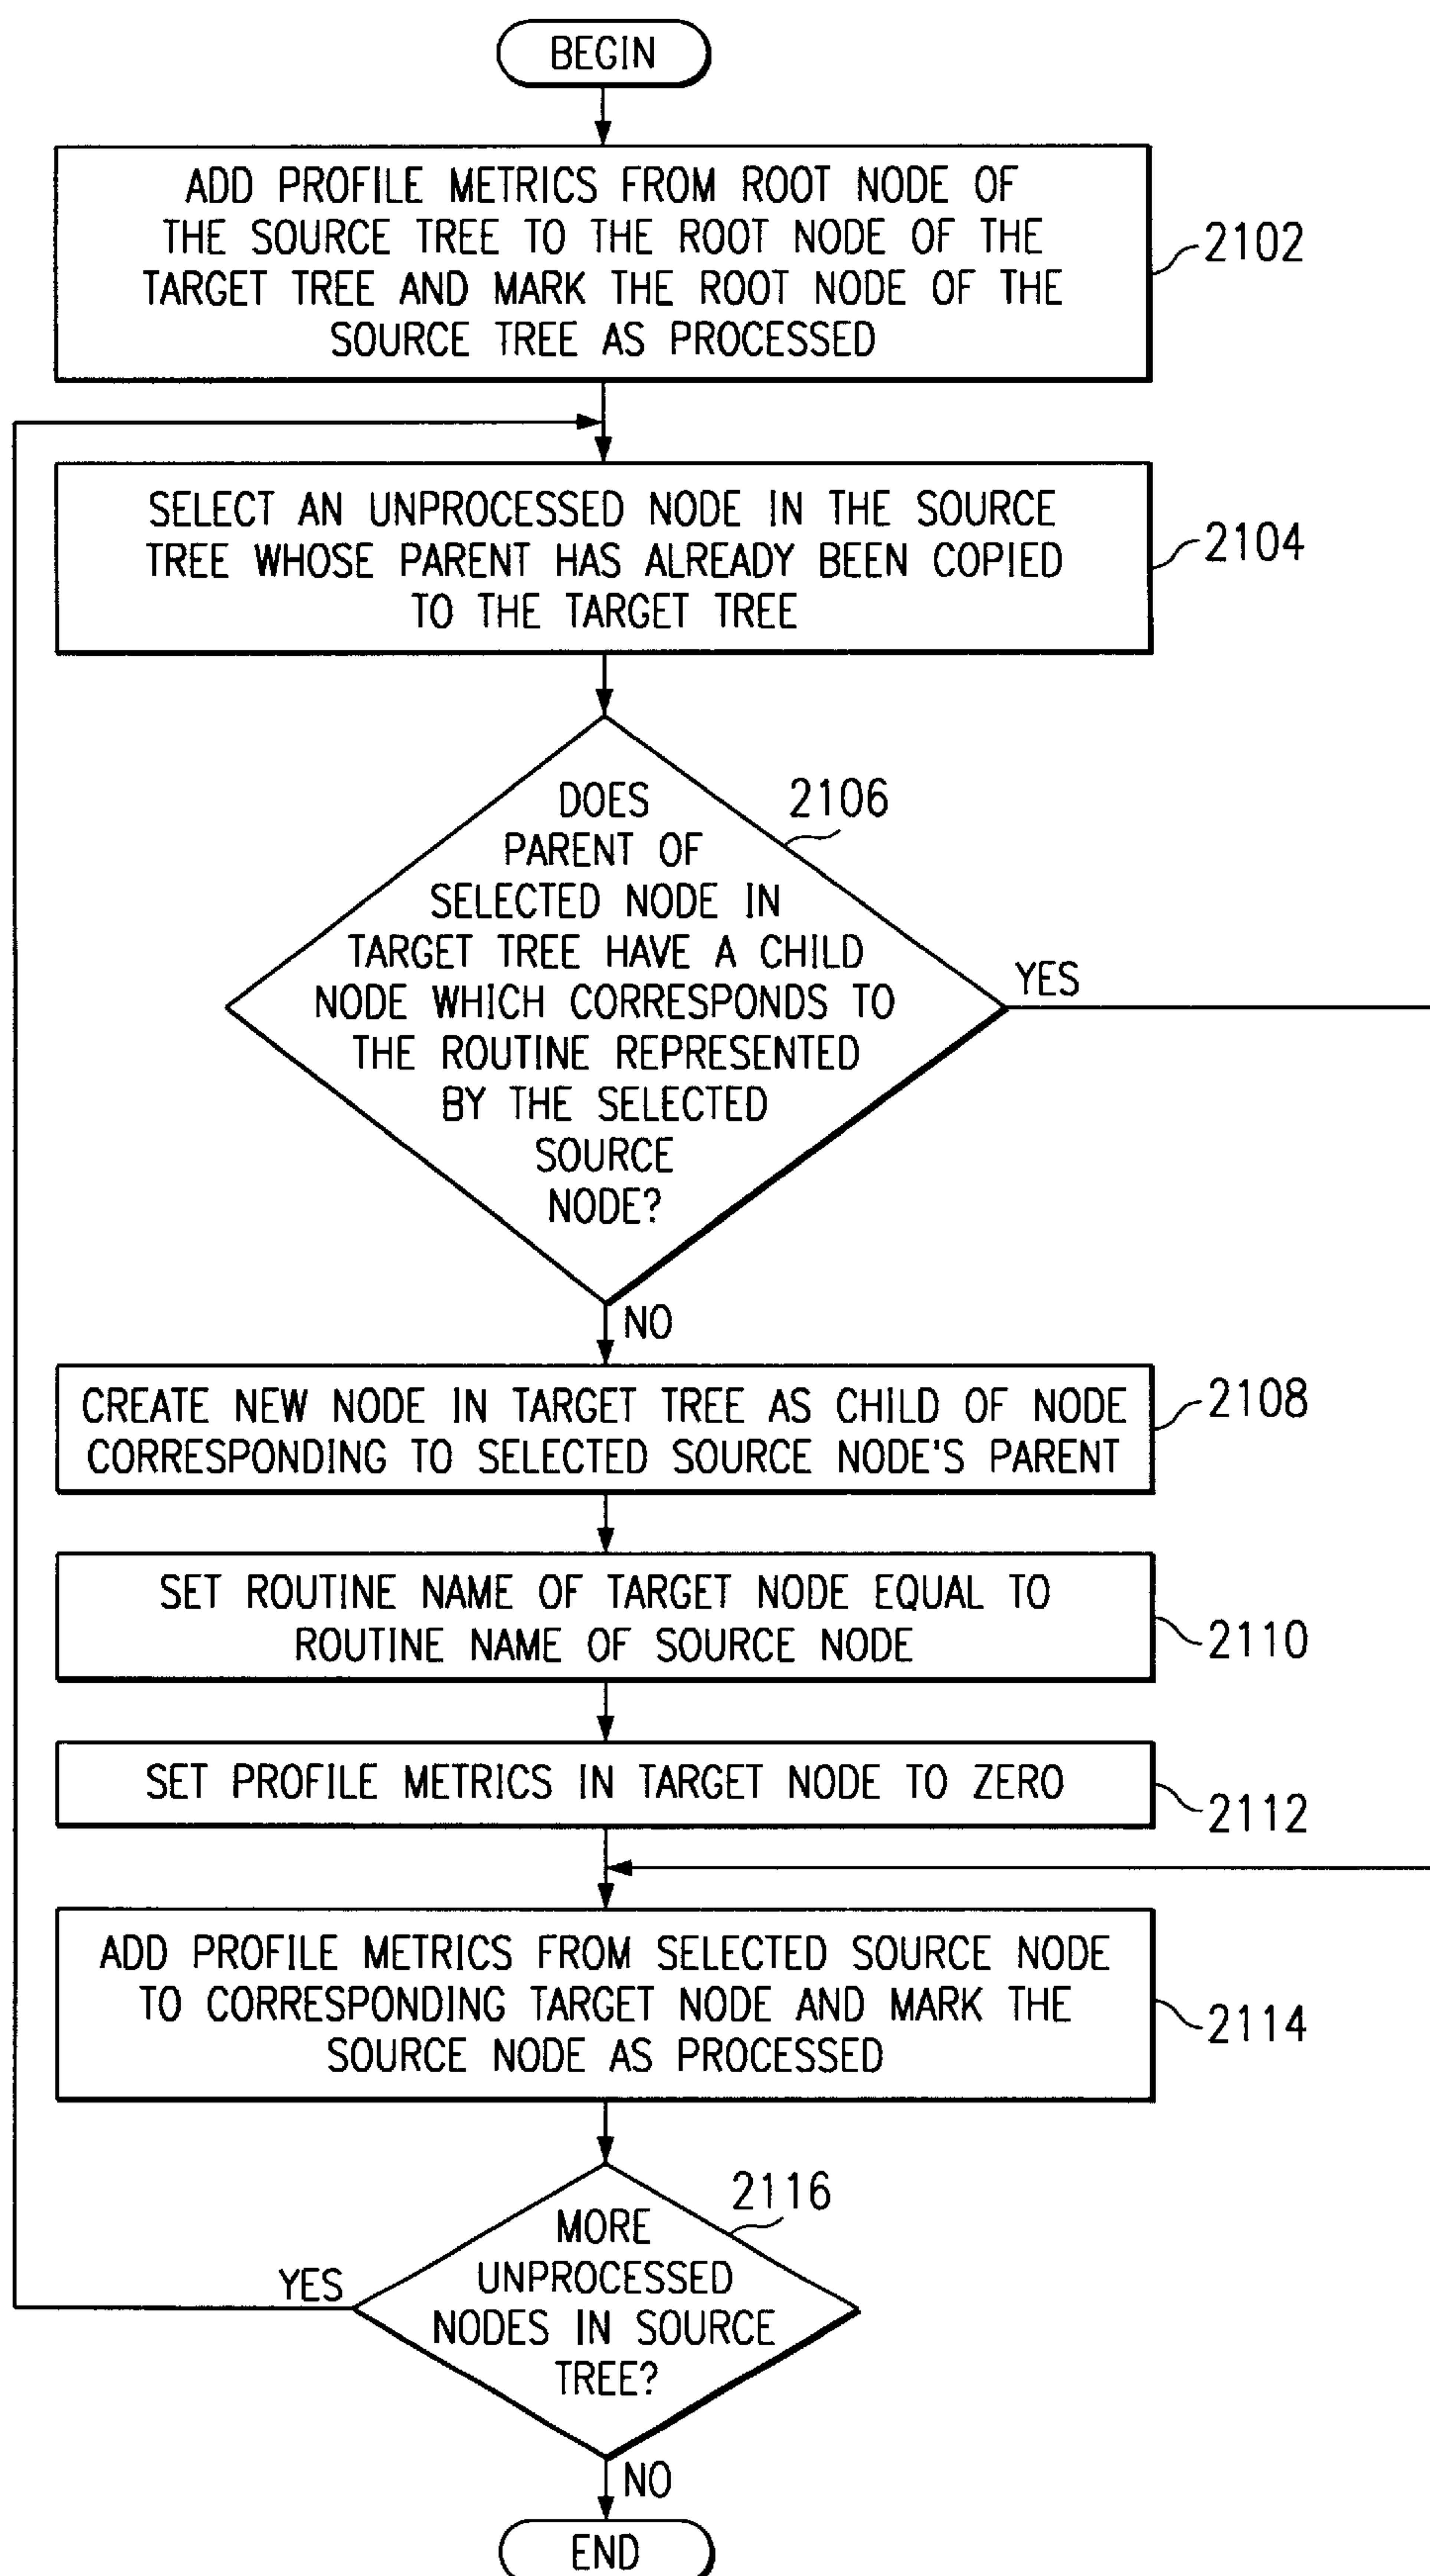 BEGIN
ADD PROFILE METRICS FROM ROOT NODE OF
THE SOURCE TREE TO THE ROOT NODE OF THE
TARGET TREE AND MARK THE ROOT NODE OF THE
SOURCE TREE AS PROCESSED
2102
SELECT AN UNPROCESSED NODE IN THE SOURCE
TREE WHOSE PARENT HAS ALREADY BEEN COPIED
TO THE TARGET TREE
2104
DOES
PARENT OF
SELECTED NODE IN
TARGET TREE HAVE A CHILD
NODE WHICH CORRESPONDS TO
THE ROUTINE REPRESENTED
BY THE SELECTED
SOURCE
NODE?
2106
YES
NO
CREATE NEW NODE IN TARGET TREE AS CHILD OF NODE
CORRESPONDING TO SELECTED SOURCE NODE'S PARENT
2108
SET ROUTINE NAME OF TARGET NODE EQUAL TO
ROUTINE NAME OF SOURCE NODE
2110
SET PROFILE METRICS IN TARGET NODE TO ZERO
2112
ADD PROFILE METRICS FROM SELECTED SOURCE NODE
TO CORRESPONDING TARGET NODE AND MARK THE
SOURCE NODE AS PROCESSED
2114
MORE
UNPROCESSED
NODES IN SOURCE
TREE?
2116
YES
NO
END